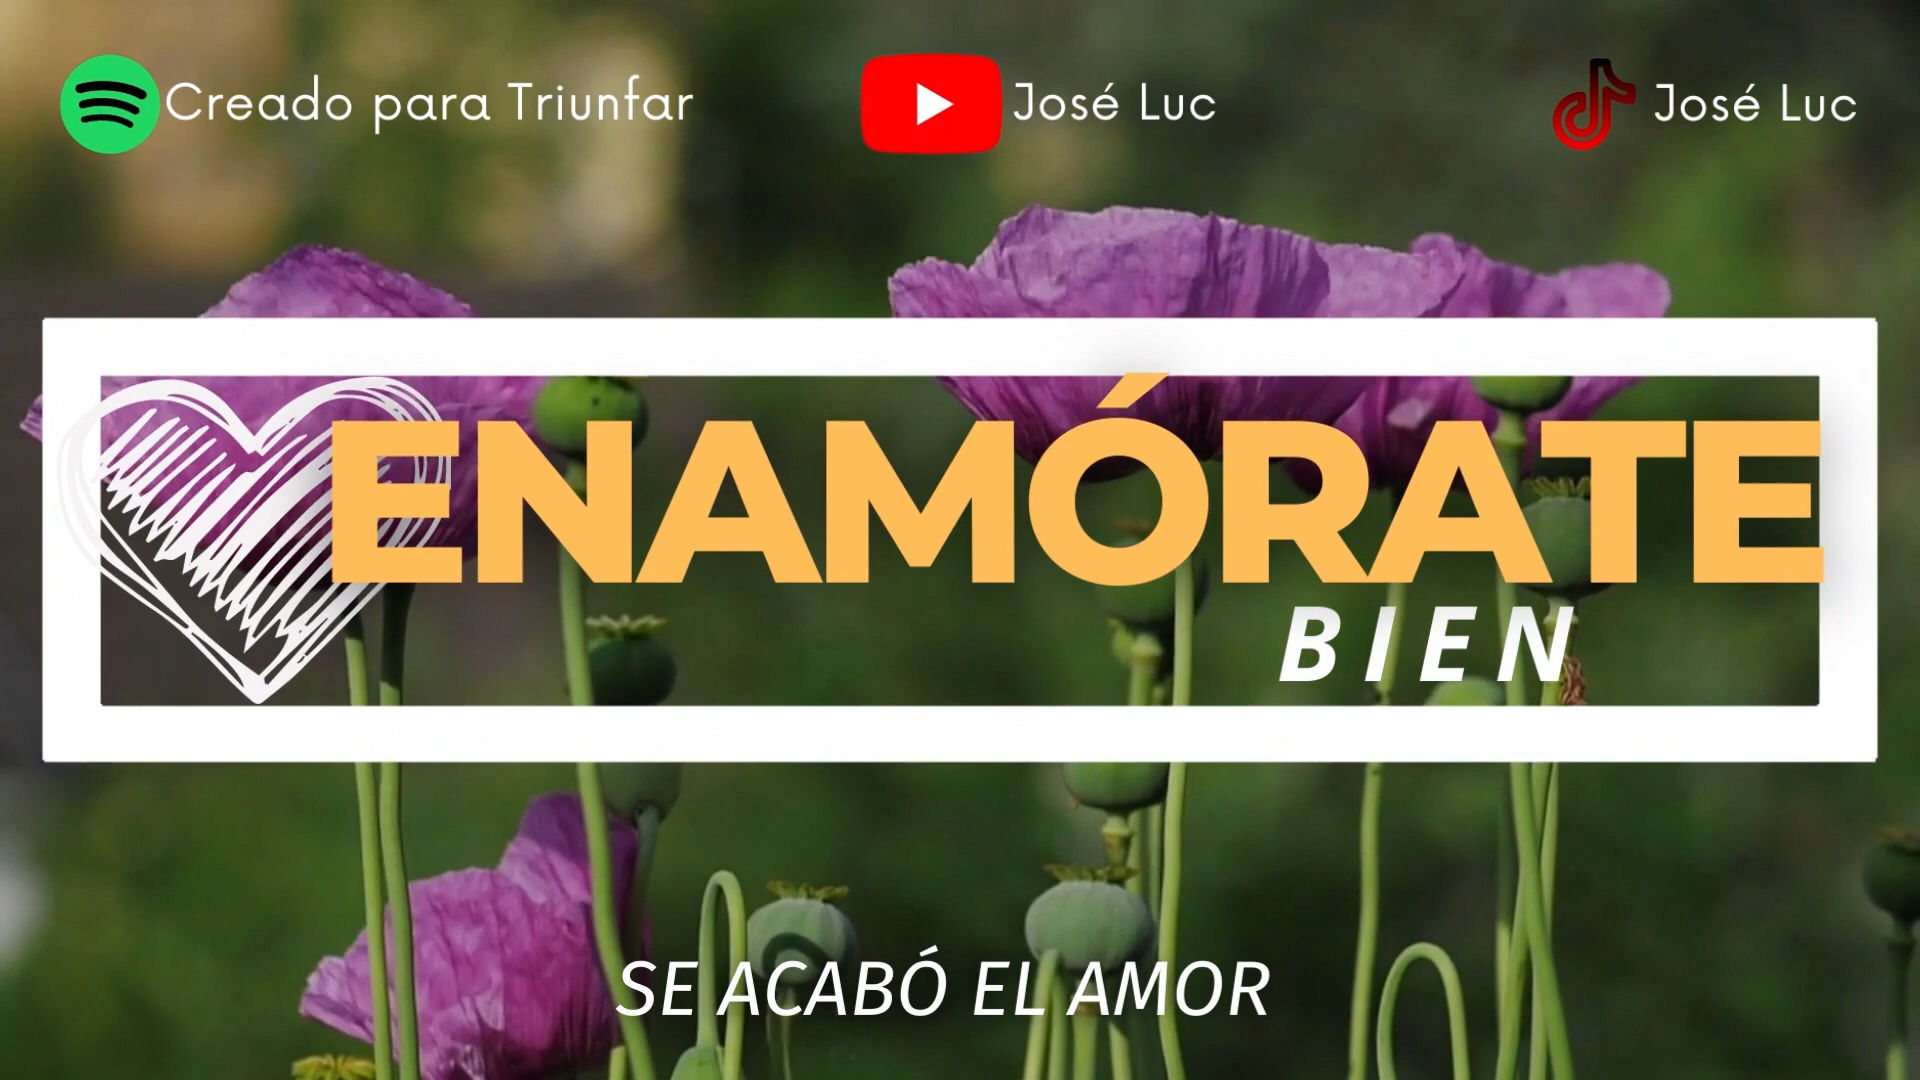 Creado para Triunfar
José Luc
José Luc
ENAMÓRATE
BIEN
SE ACABÓ EL AMOR